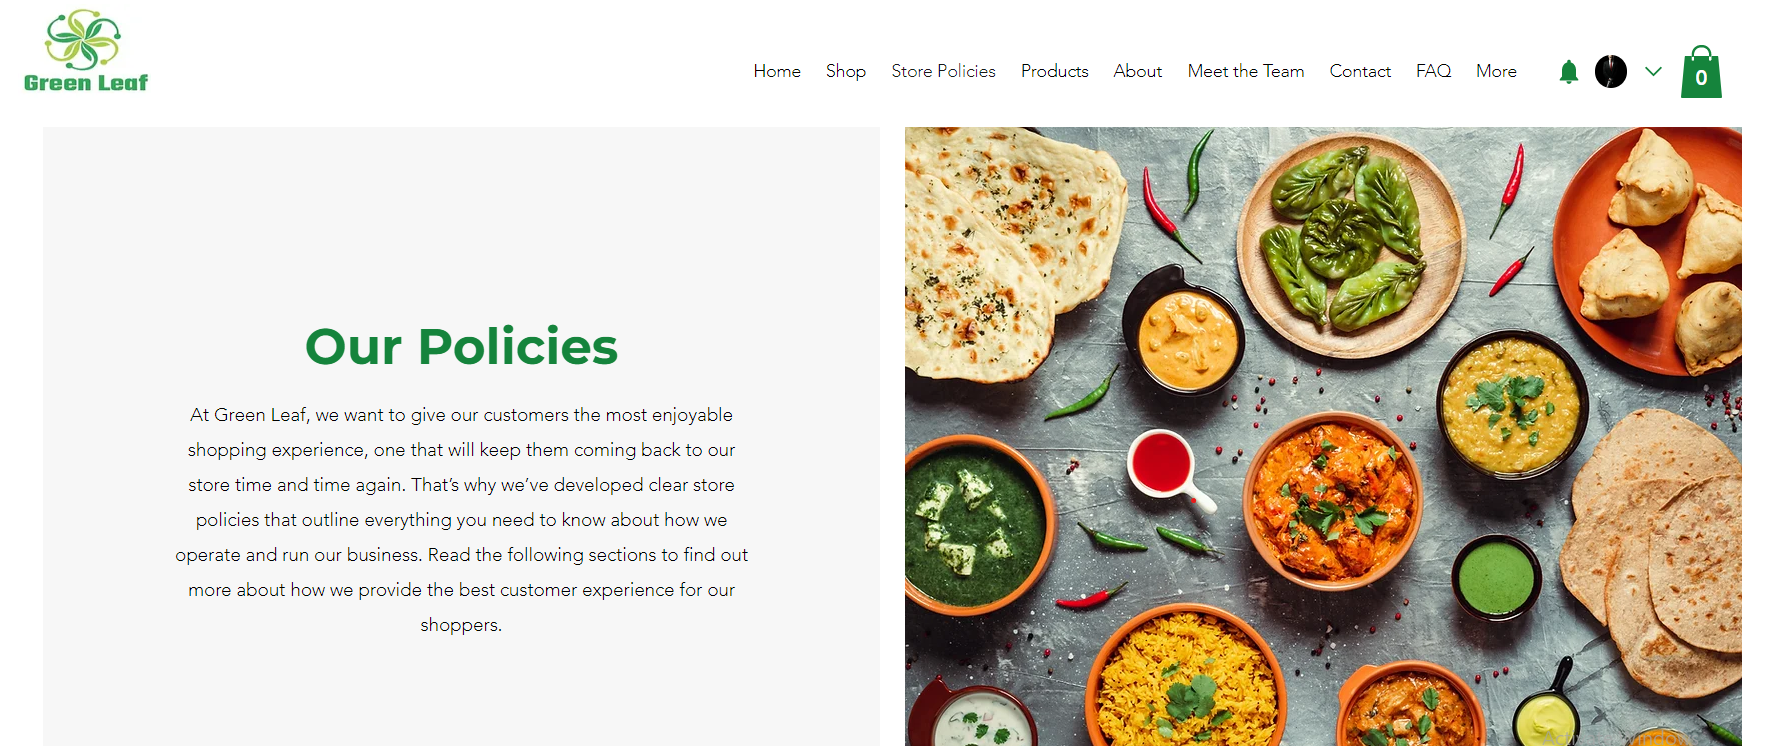 Green Leaf
Home Shop Store Policies Products About Meet the Team Contact FAQ More
0
Our Policies
At Green Leaf, we want to give our customers the most enjoyable
shopping experience, one that will keep them coming back to our
store time and time again. That’s why we’ve developed clear store
policies that outline everything you need to know about how we
operate and run our business. Read the following sections to find out
more about how we provide the best customer experience for our
shoppers.